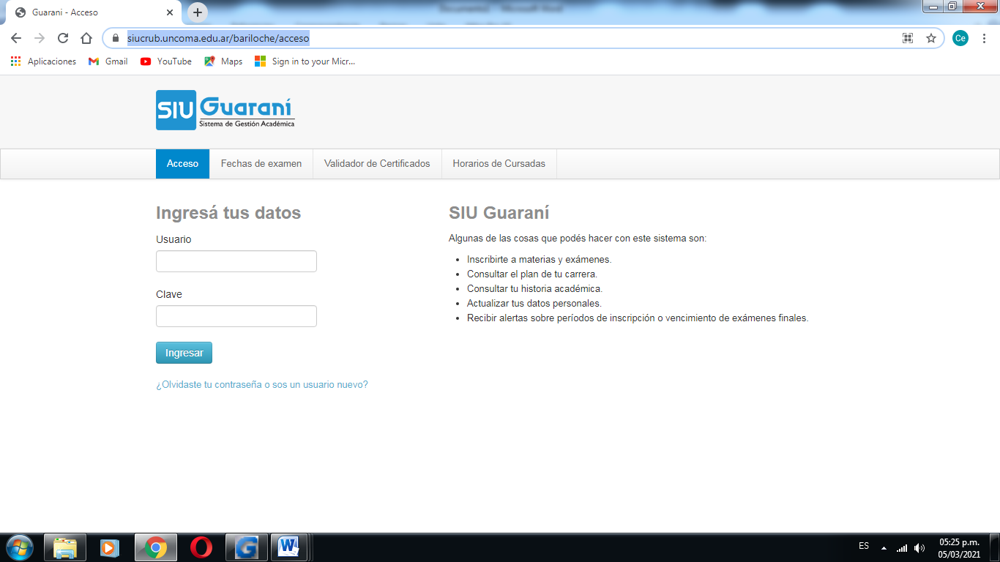 Guarani - Acceso
siucrub.uncoma.edu.ar/bariloche/acceso
Ce
Aplicaciones
Gmail
YouTube
Maps
Sign in to your Micr...
SIU Guaraní
Sistema de Gestión Académica
Acceso
Fechas de examen
Validador de Certificados
Horarios de Cursadas
Ingresá tus datos
Usuario
Clave
Ingresar
¿Olvidaste tu contraseña o sos un usuario nuevo?
SIU Guaraní
Algunas de las cosas que podés hacer con este sistema son:
Inscribirte a materias y exámenes.
Consultar el plan de tu carrera.
Consultar tu historia académica.
Actualizar tus datos personales.
Recibir alertas sobre períodos de inscripción o vencimiento de exámenes finales.
ES
05:25 p.m.
05/03/2021